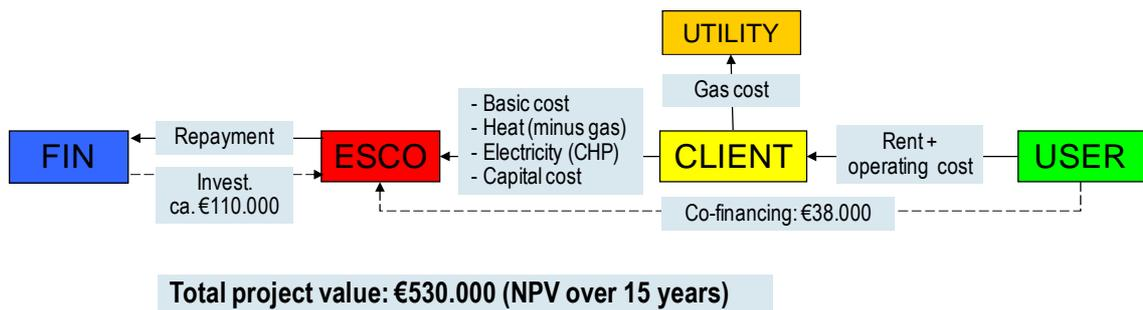 UTILITY
Gas cost
- Basic cost
- Heat (minus gas)
- Electricity (CHP)
- Capital cost
FIN
Repayment
ESCO
CLIENT
Rent +
operating cost
USER
Invest.
ca. €110.000
Co-financing: €38.000
Total project value: €530.000 (NPV over 15 years)